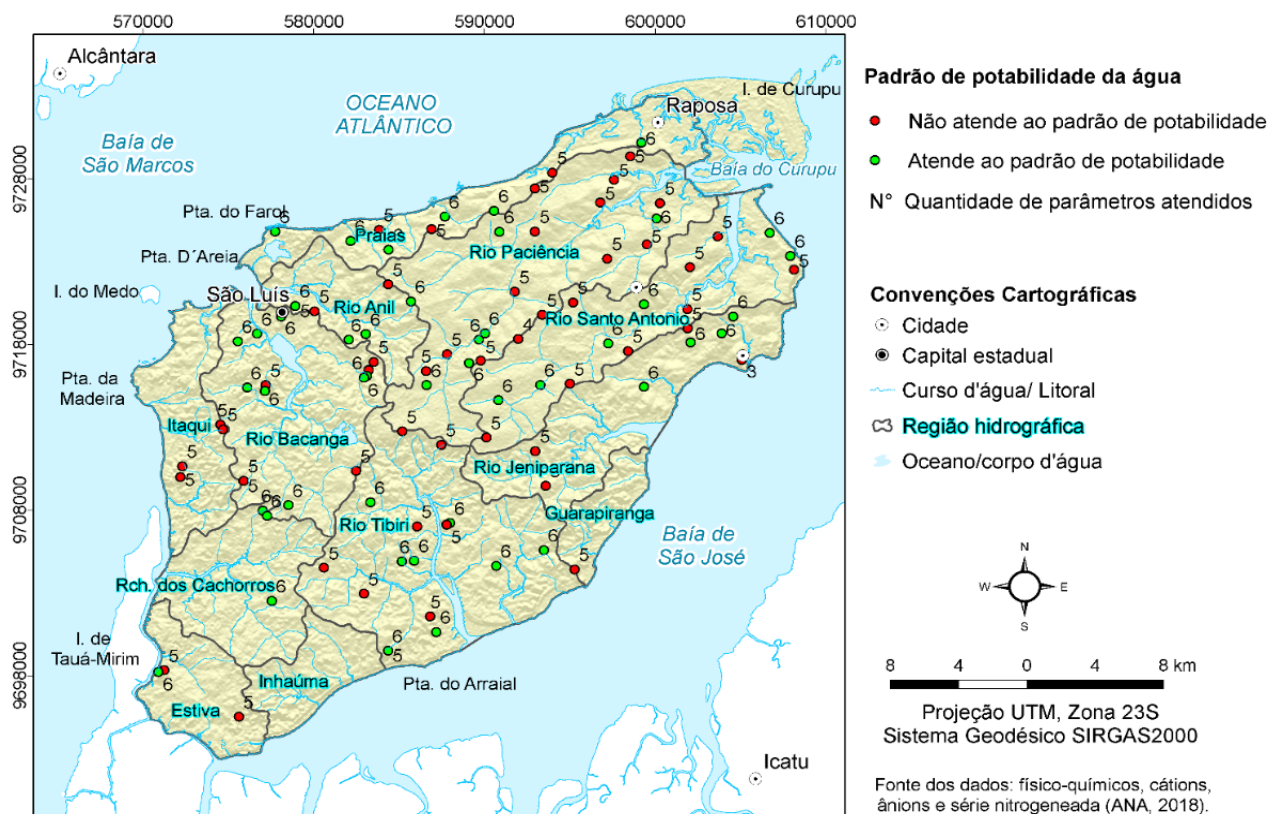 570000 580000 590000 600000 610000
9728000
9718000
9708000
9698000
Alcântara
OCEANO
ATLÂNTICO
Baía de
São Marcos
I. de Curupu
Raposa
Baía do Curupu
Pta. do Farol
Praias
Rio Paciência
Pta. D´Areia
I. do Medo
São Luís
Rio Anil
Rio Santo Antonio
Pta. da
Madeira
Itaqui
Rio Bacanga
Rio Jeniparana
Guarapiranga
Rio Tibiri
Baía de
São José
Rch. dos Cachorros
I. de
Tauá-Mirim
Inhaúma
Pta. do Arraial
Estiva
Icatu
Padrão de potabilidade da água
Não atende ao padrão de potabilidade
Atende ao padrão de potabilidade
N° Quantidade de parâmetros atendidos
Convenções Cartográficas
Cidade
Capital estadual
Curso d'água/ Litoral
Região hidrográfica
Oceano/corpo d'água
N
W E
S
8 4 0 4 8 km
Projeção UTM, Zona 23S
Sistema Geodésico SIRGAS2000
Fonte dos dados: físico-químicos, cátions,
ânions e série nitrogeneada (ANA, 2018).